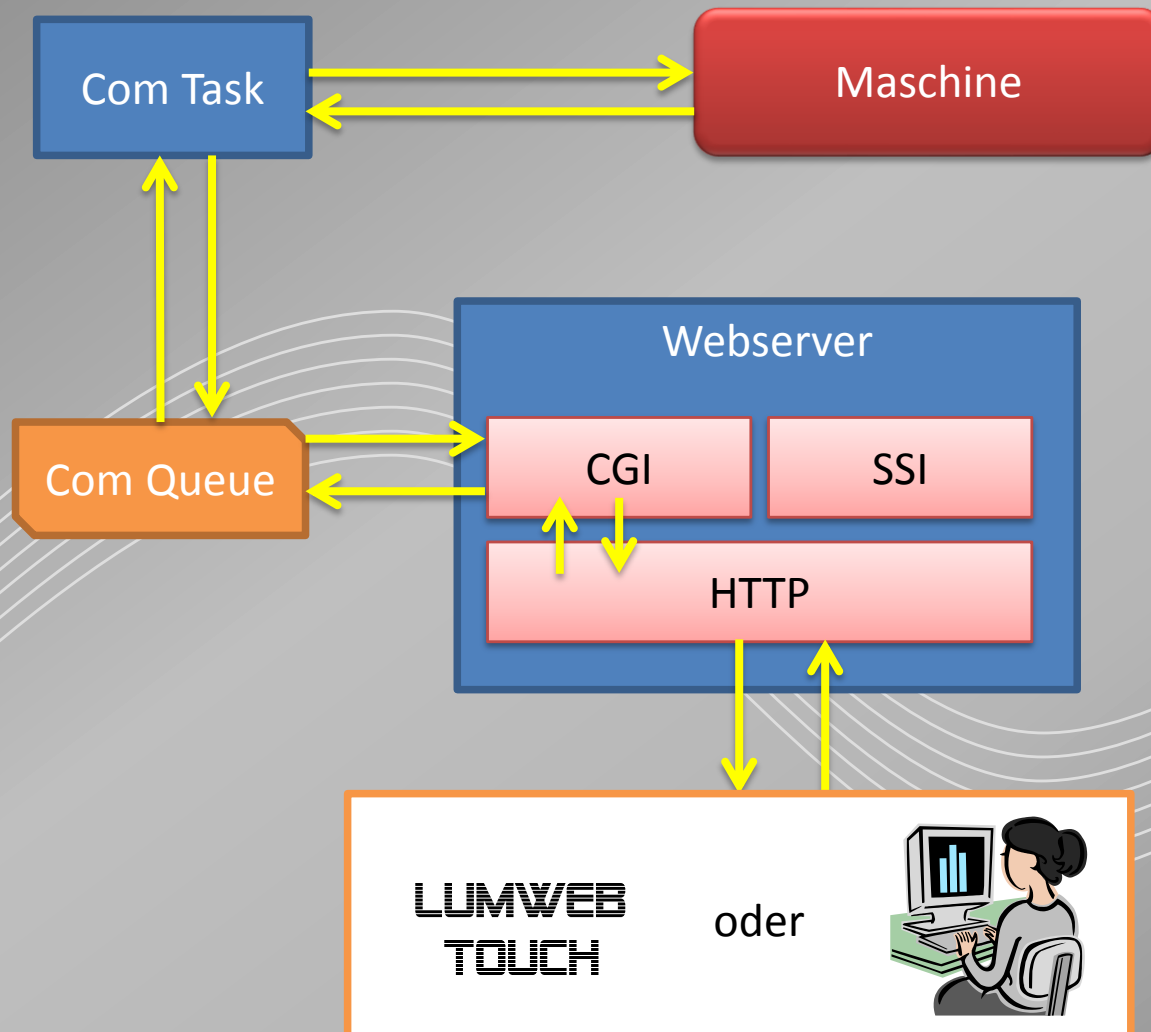 Com Task
Maschine
Webserver
Com Queue
CGI
SSI
HTTP
LUMWEB
TOUCH
oder